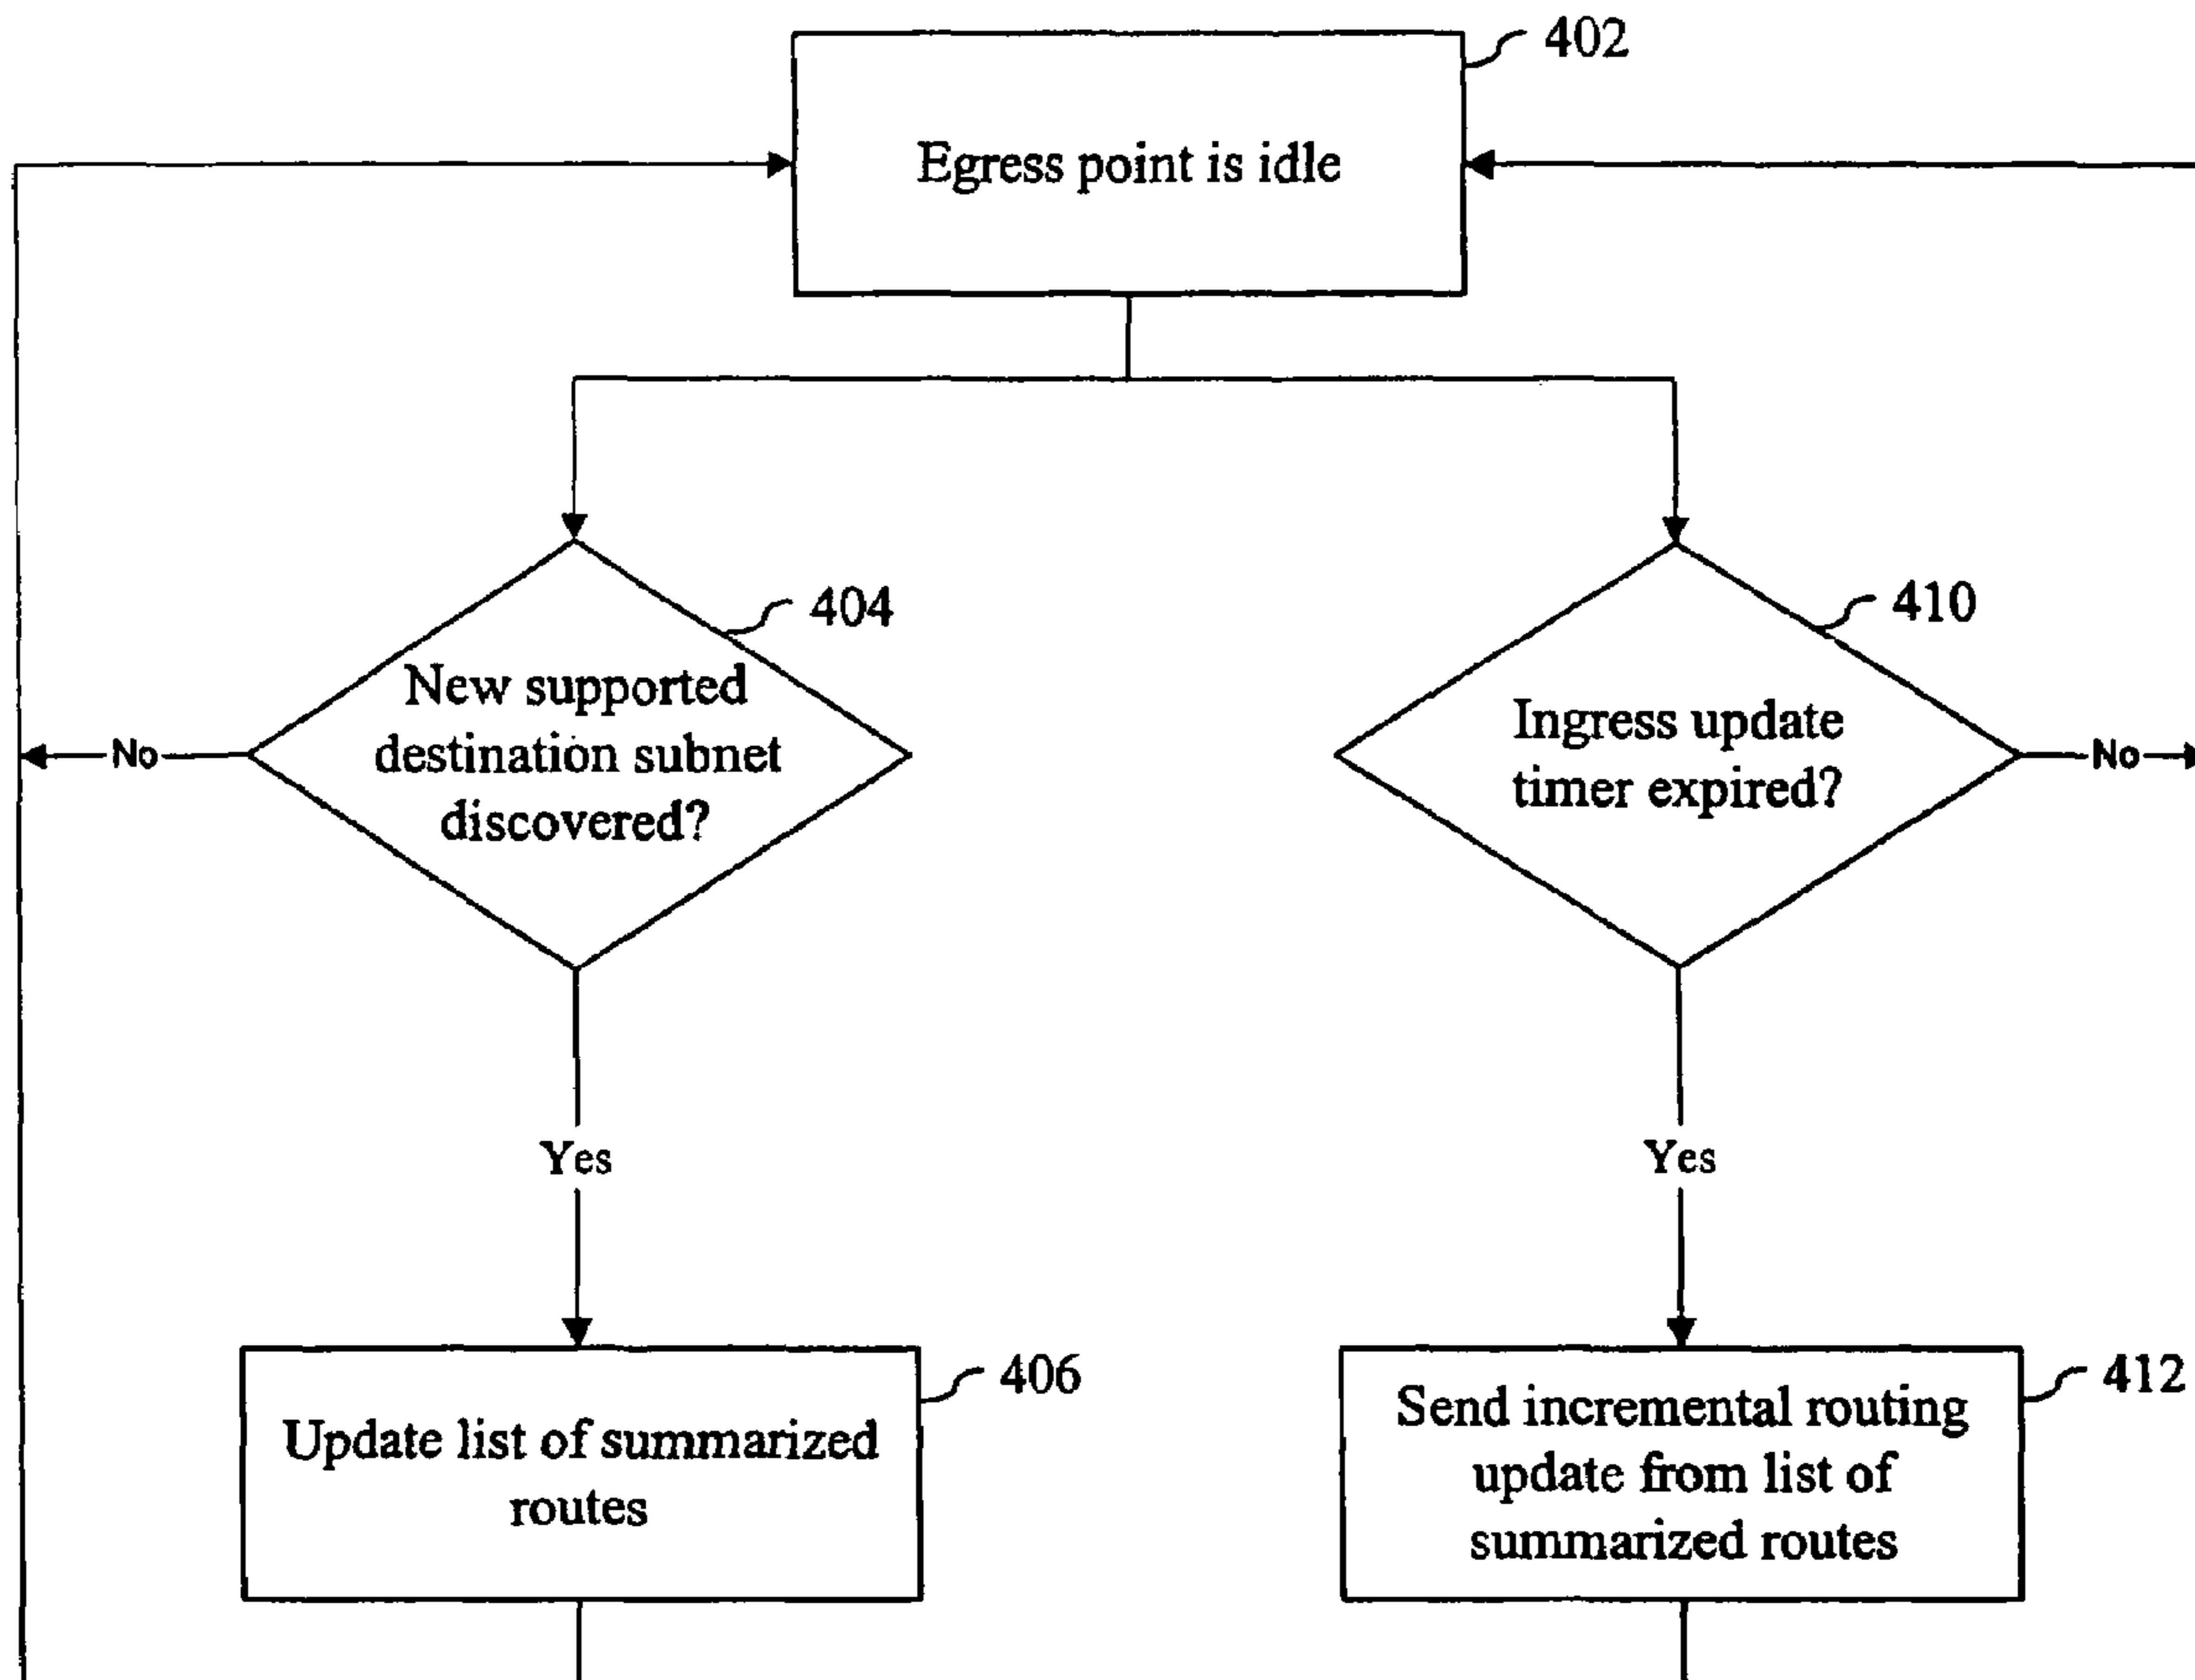 402
Egress point is idle
404
New supported
destination subnet
discovered?
No
410
Ingress update
timer expired?
No
Yes
Yes
406
Update list of summarized
routes
412
Send incremental routing
update from list of
summarized routes